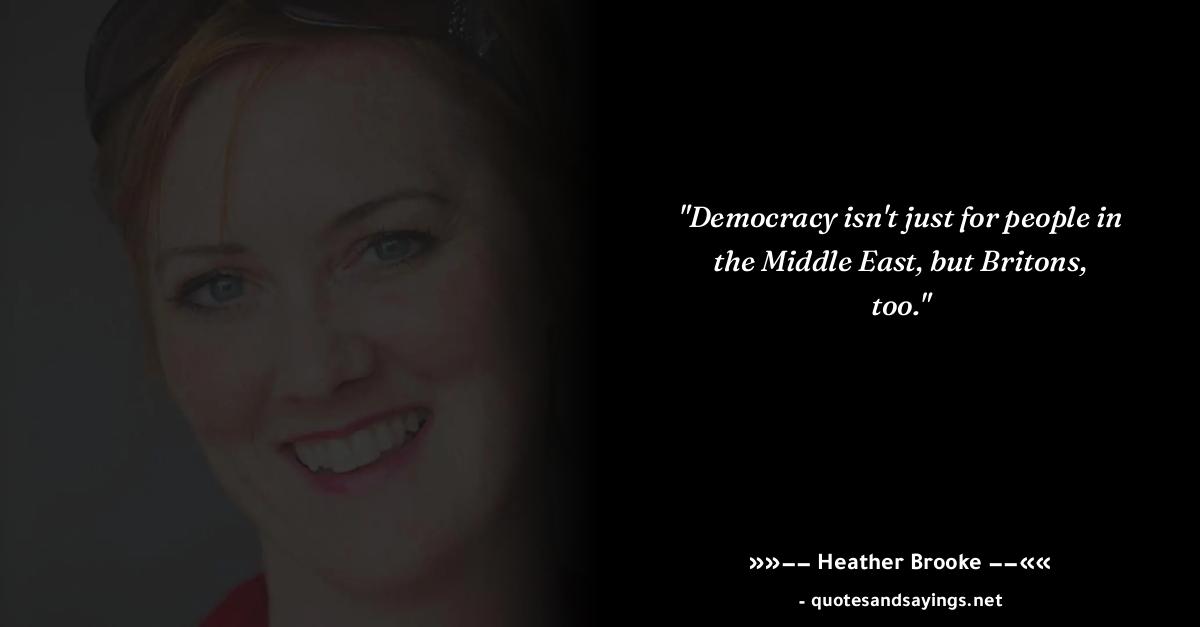 "Democracy isn't just for people in
the Middle East, but Britons,
too."
»»–– Heather Brooke ––««
- quotesandsayings.net